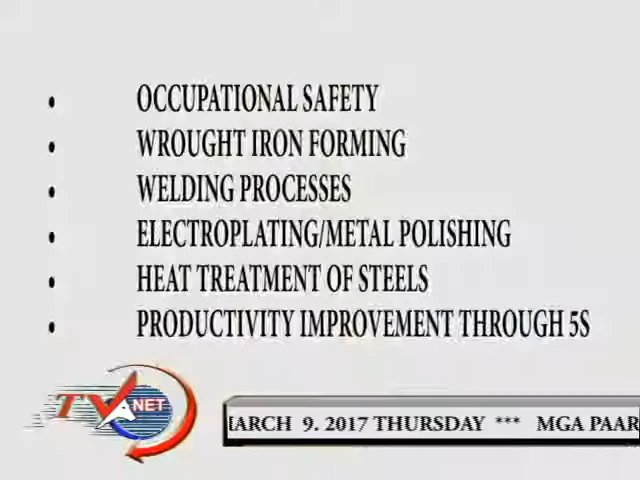 • OCCUPATIONAL SAFETY
• WROUGHT IRON FORMING
• WELDING PROCESSES
• ELECTROPLATING/METAL POLISHING
• HEAT TREATMENT OF STEELS
• PRODUCTIVITY IMPROVEMENT THROUGH 5S
TV NET
9. 2017 THURSDAY *** MGA